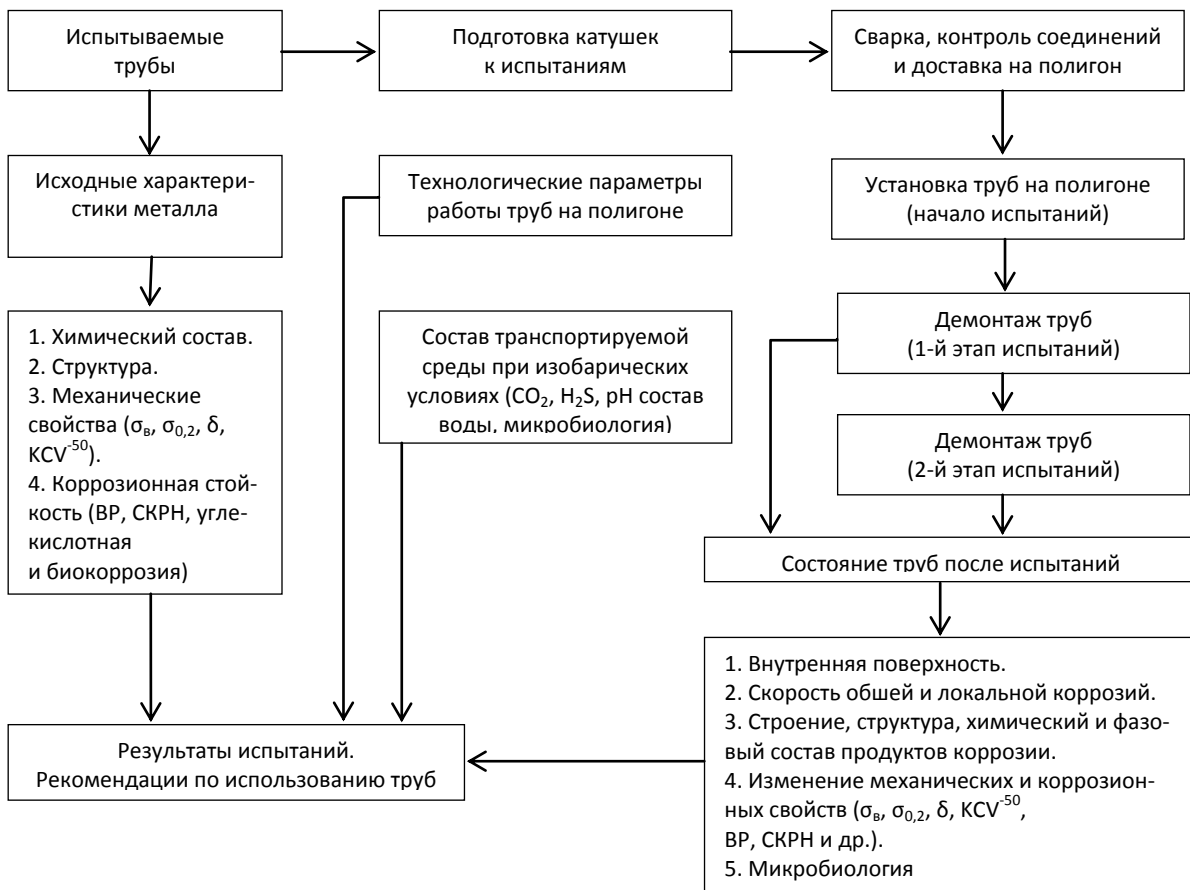 Испытываемые
трубы
Подготовка катушек
к испытаниям
Сварка, контроль соединений
и доставка на полигон
Исходные характери-
стики металла
Технологические параметры
работы труб на полигоне
Установка труб на полигоне
(начало испытаний)
1. Химический состав.
2. Структура.
3. Механические
свойства (σв, σ0,2, δ,
KCV-50).
4. Коррозионная стой-
кость (ВР, СКРН, угле-
кислотная
и биокоррозия)
Состав транспортируемой
среды при изобарических
условиях (CO2, H2S, pH состав
воды, микробиология)
Демонтаж труб
(1-й этап испытаний)
Демонтаж труб
(2-й этап испытаний)
Состояние труб после испытаний
1. Внутренняя поверхность.
2. Скорость обшей и локальной коррозий.
3. Строение, структура, химический и фазо-
вый состав продуктов коррозии.
4. Изменение механических и коррозион-
ных свойств (σв, σ0,2, δ, KCV-50,
ВР, СКРН и др.).
5. Микробиология
Результаты испытаний.
Рекомендации по использованию труб